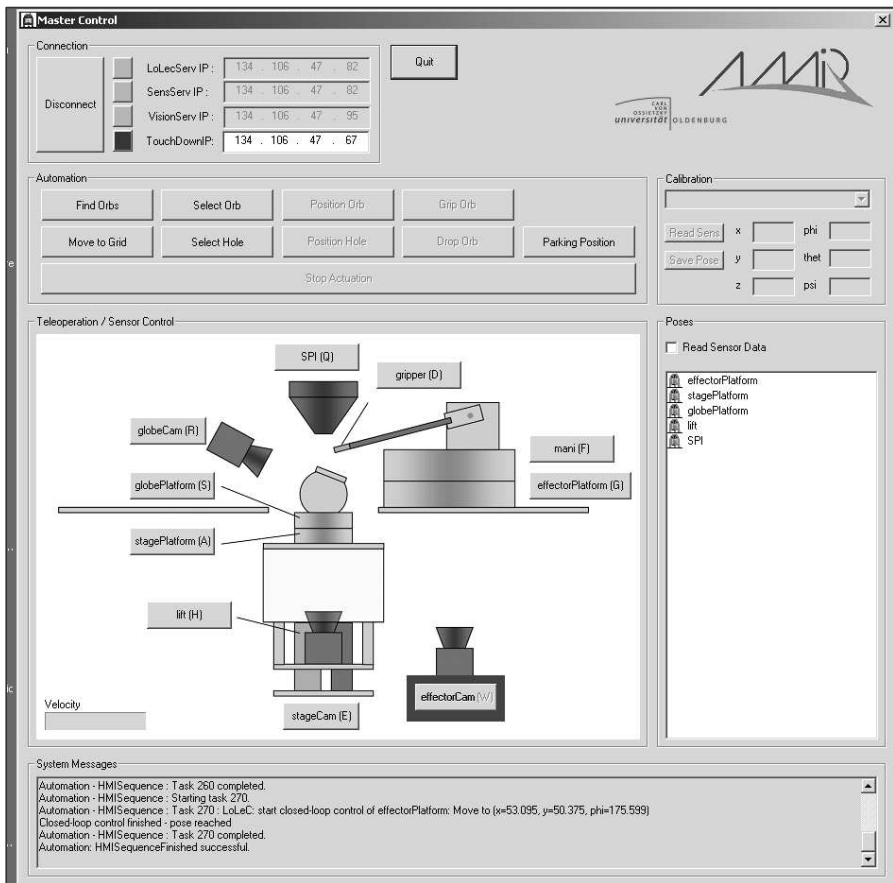 Master Control
Connection
Disconnect
LoLecServ IP : 134 . 106 . 47 . 82
SensServ IP : 134 . 106 . 47 . 82
VisionServ IP : 134 . 106 . 47 . 95
TouchDownIP: 134 . 106 . 47 . 67
Quit
AMiR
CARL
VON
OSSIETZKY
universität OLDENBURG
Automation
Find Orbs Select Orb Position Orb Grip Orb
Move to Grid Select Hole Position Hole Drop Orb Parking Position
Stop Actuation
Calibration
Read Sens x phi
Save Pose y thet
z psi
Teleoperation / Sensor Control
SPI (Q)
gripper (D)
globeCam (R)
mani (F)
globePlatform (S)
effectorPlatform (G)
stagePlatform (A)
lift (H)
effectorCam (W)
stageCam (E)
Velocity
Poses
Read Sensor Data
effectorPlatform
stagePlatform
globePlatform
lift
SPI
System Messages
Automation - HMISequence : Task 260 completed.
Automation - HMISequence : Starting task 270.
Automation - HMISequence : Task 270 : LoLeC: start closed-loop control of effectorPlatform: Move to (x=53.095, y=50.375, phi=175.599)
Closed-loop control finished - pose reached
Automation - HMISequence : Task 270 completed.
Automation: HMISequenceFinished successful.